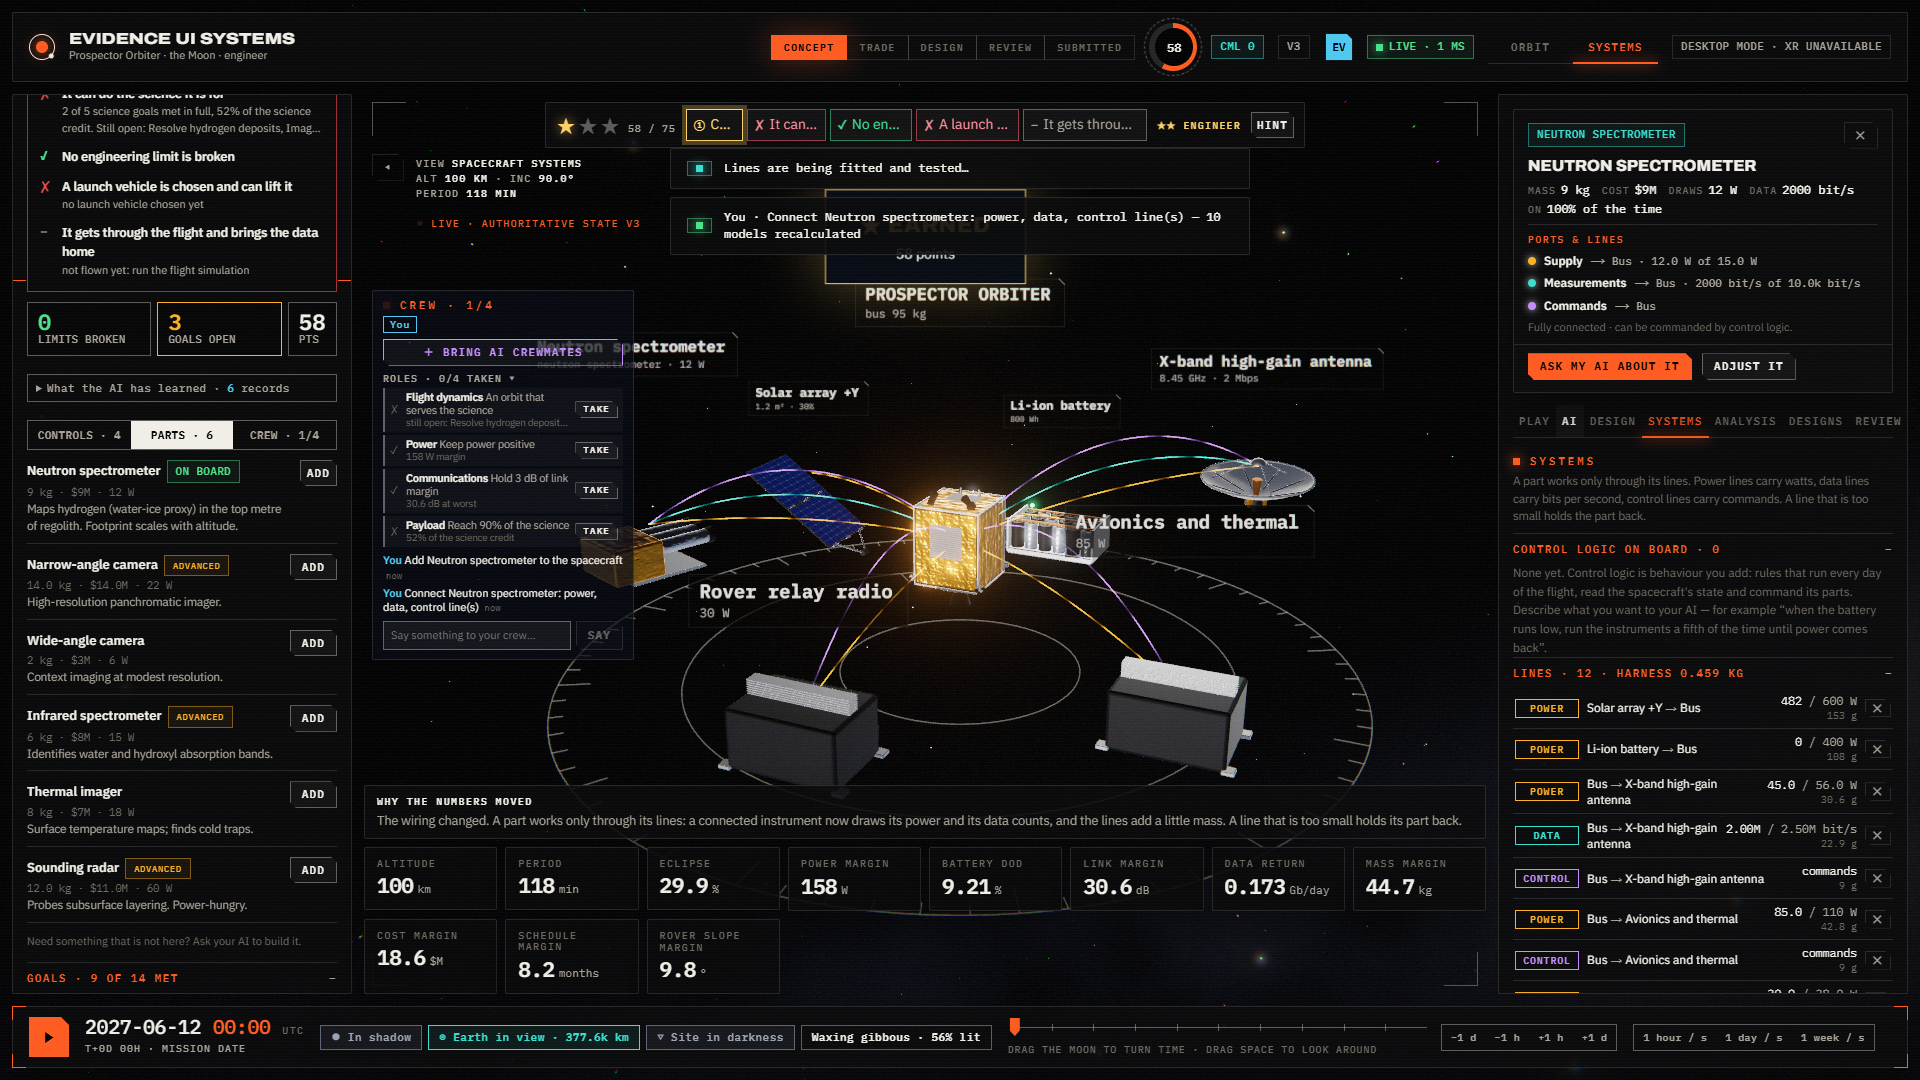 EVIDENCE UI SYSTEMS
Prospector Orbiter · the Moon · engineer
CONCEPT
TRADE
DESIGN
REVIEW
SUBMITTED
58
CML 0
V3
EV
LIVE · 1 MS
ORBIT
SYSTEMS
DESKTOP MODE · XR UNAVAILABLE
2 of 5 science goals met in full, 52% of the science
credit. Still open: Resolve hydrogen deposits, Imag...
✓ No engineering limit is broken
✗ A launch vehicle is chosen and can lift it
no launch vehicle chosen yet
– It gets through the flight and brings the data
home
not flown yet: run the flight simulation
0
LIMITS BROKEN
3
GOALS OPEN
58
PTS
▸ What the AI has learned · 6 records
CONTROLS · 4
PARTS · 6
CREW · 1/4
Neutron spectrometer ON BOARD ADD
9 kg · $9M · 12 W
Maps hydrogen (water-ice proxy) in the top metre
of regolith. Footprint scales with altitude.
Narrow-angle camera ADVANCED ADD
14.0 kg · $14.0M · 22 W
High-resolution panchromatic imager.
Wide-angle camera ADD
2 kg · $3M · 6 W
Context imaging at modest resolution.
Infrared spectrometer ADVANCED ADD
6 kg · $8M · 15 W
Identifies water and hydroxyl absorption bands.
Thermal imager ADD
8 kg · $7M · 18 W
Surface temperature maps; finds cold traps.
Sounding radar ADVANCED ADD
12.0 kg · $11.0M · 60 W
Probes subsurface layering. Power-hungry.
Need something that is not here? Ask your AI to build it.
GOALS · 9 OF 14 MET –
★★★ 58 / 75
① C...
✗ It can...
✓ No en...
✗ A launch ...
– It gets throu...
★★ ENGINEER
HINT
VIEW SPACECRAFT SYSTEMS
ALT 100 KM · INC 90.0°
PERIOD 118 MIN
LIVE · AUTHORITATIVE STATE V3
Lines are being fitted and tested…
You · Connect Neutron spectrometer: power, data, control line(s) — 10
models recalculated
★ EARNED
58 points
PROSPECTOR ORBITER
bus 95 kg
Neutron spectrometer
neutron spectrometer · 12 W
Solar array +Y
1.2 m² · 30%
Li-ion battery
800 Wh
X-band high-gain antenna
8.45 GHz · 2 Mbps
Avionics and thermal
85 W
Rover relay radio
30 W
CREW · 1/4
You
+ BRING AI CREWMATES
ROLES · 0/4 TAKEN ▾
✗ Flight dynamics An orbit that
serves the science
still open: Resolve hydrogen deposit...
TAKE
✓ Power Keep power positive
158 W margin
TAKE
✓ Communications Hold 3 dB of link
margin
30.6 dB at worst
TAKE
✗ Payload Reach 90% of the science
52% of the science credit
TAKE
You Add Neutron spectrometer to the spacecraft
now
You Connect Neutron spectrometer: power,
data, control line(s) now
Say something to your crew...
SAY
WHY THE NUMBERS MOVED
The wiring changed. A part works only through its lines: a connected instrument now draws its power and its data counts, and the lines add a little mass. A line that is too small holds its part back.
ALTITUDE
100 km
PERIOD
118 min
ECLIPSE
29.9 %
POWER MARGIN
158 W
BATTERY DOD
9.21 %
LINK MARGIN
30.6 dB
DATA RETURN
0.173 Gb/day
MASS MARGIN
44.7 kg
COST MARGIN
18.6 $M
SCHEDULE
MARGIN
8.2 months
ROVER SLOPE
MARGIN
9.8 °
NEUTRON SPECTROMETER
✕
NEUTRON SPECTROMETER
MASS 9 kg COST $9M DRAWS 12 W DATA 2000 bit/s
ON 100% of the time
PORTS & LINES
Supply → Bus · 12.0 W of 15.0 W
Measurements → Bus · 2000 bit/s of 10.0k bit/s
Commands → Bus
Fully connected · can be commanded by control logic.
ASK MY AI ABOUT IT
ADJUST IT
PLAY
AI
DESIGN
SYSTEMS
ANALYSIS
DESIGNS
REVIEW
SYSTEMS
A part works only through its lines. Power lines carry watts, data lines
carry bits per second, control lines carry commands. A line that is too
small holds the part back.
CONTROL LOGIC ON BOARD · 0 –
None yet. Control logic is behaviour you add: rules that run every day
of the flight, read the spacecraft's state and command its parts.
Describe what you want to your AI — for example “when the battery
runs low, run the instruments a fifth of the time until power comes
back”.
LINES · 12 · HARNESS 0.459 KG –
POWER Solar array +Y → Bus 482 / 600 W ✕
153 g
POWER Li-ion battery → Bus 0 / 400 W ✕
108 g
POWER Bus → X-band high-gain
antenna 45.0 / 56.0 W ✕
30.6 g
DATA Bus → X-band high-gain
antenna 2.00M / 2.50M bit/s ✕
22.9 g
CONTROL Bus → X-band high-gain antenna commands ✕
9 g
POWER Bus → Avionics and thermal 85.0 / 110 W ✕
42.8 g
CONTROL Bus → Avionics and thermal commands ✕
9 g
2027-06-12 00:00 UTC
T+0D 00H · MISSION DATE
In shadow
Earth in view · 377.6k km
▿ Site in darkness
Waxing gibbous · 56% lit
DRAG THE MOON TO TURN TIME · DRAG SPACE TO LOOK AROUND
−1 d −1 h +1 h +1 d
1 hour / s 1 day / s 1 week / s